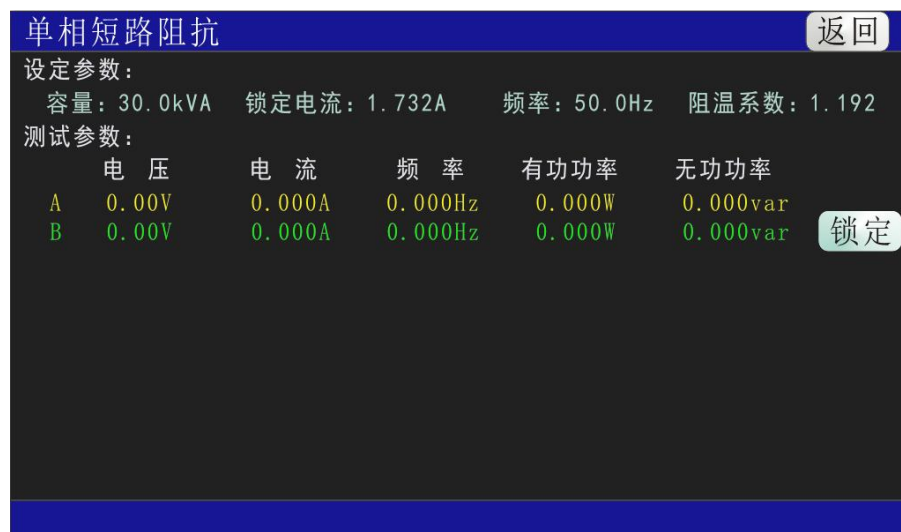 单相短路阻抗 返回
设定参数:
容量: 30.0kVA 锁定电流: 1.732A 频率: 50.0Hz 阻温系数: 1.192
测试参数:
电 压 电 流 频 率 有功功率 无功功率
A 0.00V 0.000A 0.000Hz 0.000W 0.000var
B 0.00V 0.000A 0.000Hz 0.000W 0.000var 锁定